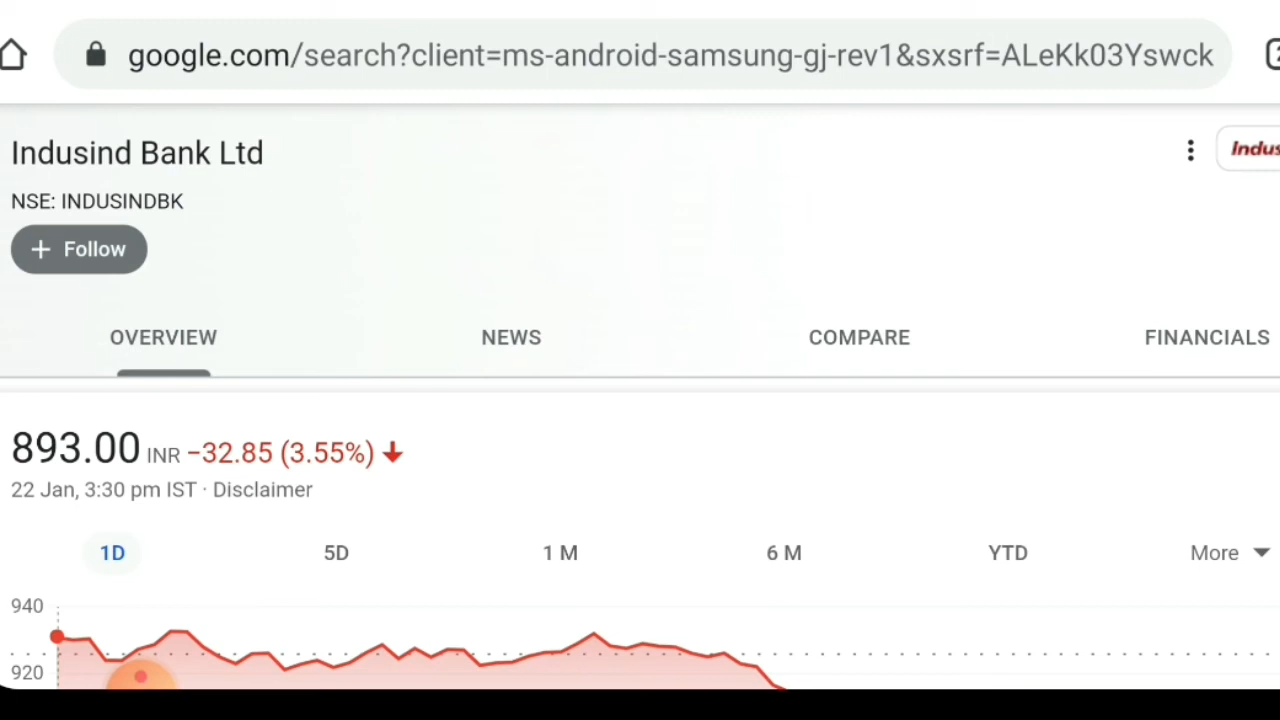 google.com/search?client=ms-android-samsung-gj-rev1&sxsrf=ALeKk03Yswck
Indusind Bank Ltd
Indus
NSE: INDUSINDBK
+ Follow
OVERVIEW NEWS COMPARE FINANCIALS
893.00 INR −32.85 (3.55%)
22 Jan, 3:30 pm IST · Disclaimer
1D 5D 1 M 6 M YTD More
940
920